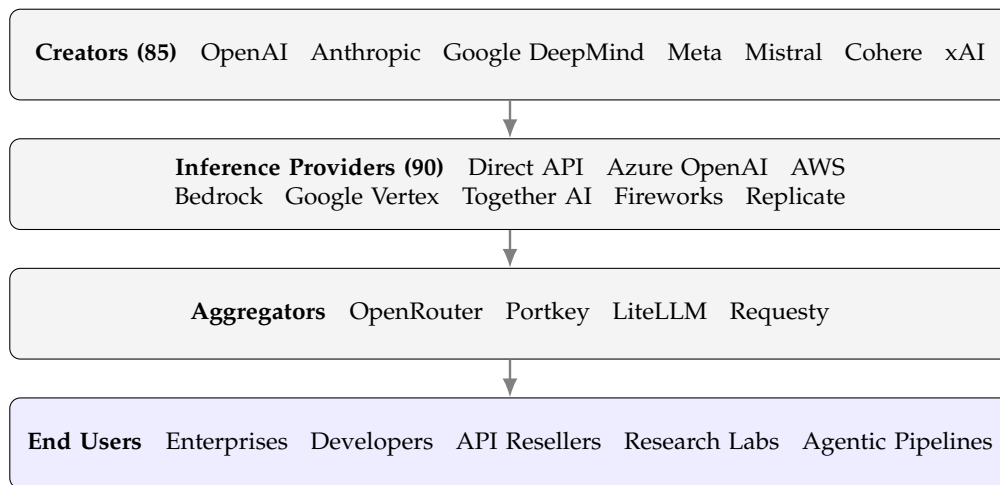 Creators (85) OpenAI Anthropic Google DeepMind Meta Mistral Cohere xAI
Inference Providers (90) Direct API Azure OpenAI AWS
Bedrock Google Vertex Together AI Fireworks Replicate
Aggregators OpenRouter Portkey LiteLLM Requesty
End Users Enterprises Developers API Resellers Research Labs Agentic Pipelines